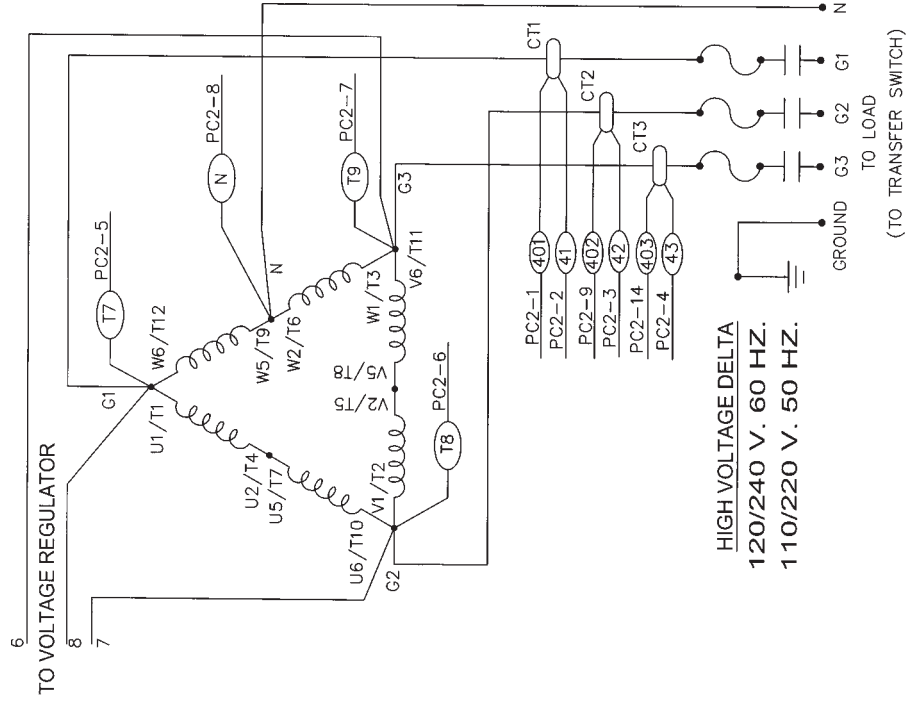 6
TO VOLTAGE REGULATOR
8
7
G1
T7
PC2-5
U1/T1
W6/T12
U2/T4
U5/T7
W5/T9
W2/T6
N
N
PC2-8
U6/T10
G2
V1/T2
V2/T5
V5/T8
W1/T3
V6/T11
G3
T9
PC2-7
T8
PC2-6
CT1
CT2
CT3
PC2-1
401
PC2-2
41
PC2-9
402
PC2-3
42
PC2-14
403
PC2-4
43
N
G1
G2
G3
GROUND
TO LOAD
(TO TRANSFER SWITCH)
HIGH VOLTAGE DELTA
120/240 V. 60 HZ.
110/220 V. 50 HZ.